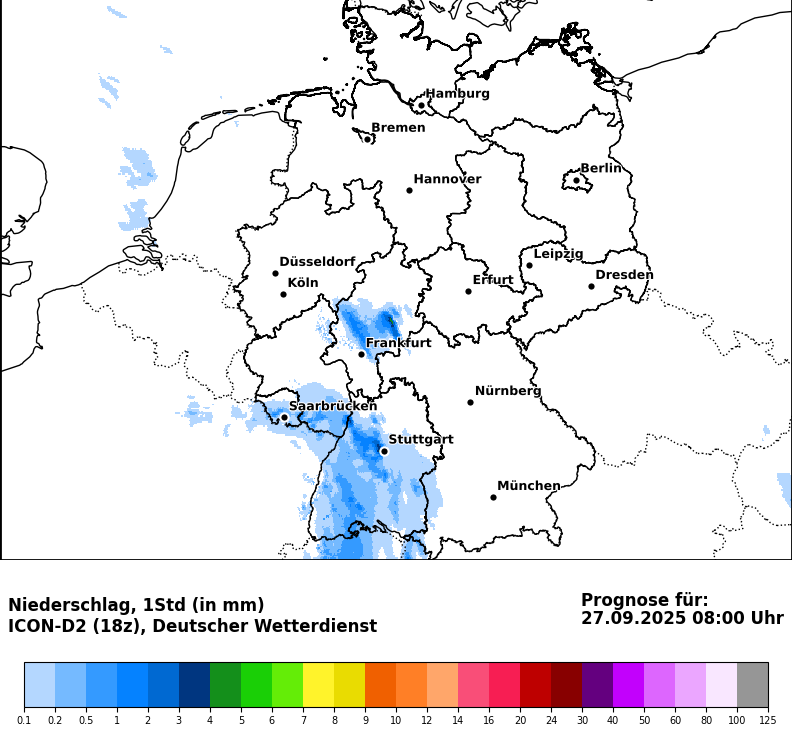 Hamburg
Bremen
Berlin
Hannover
Leipzig
Düsseldorf
Dresden
Köln
Erfurt
Frankfurt
Nürnberg
Saarbrücken
Stuttgart
München
Niederschlag, 1Std (in mm)
ICON-D2 (18z), Deutscher Wetterdienst
Prognose für:
27.09.2025 08:00 Uhr
0.1 0.2 0.5 1 2 3 4 5 6 7 8 9 10 12 14 16 20 24 30 40 50 60 80 100 125